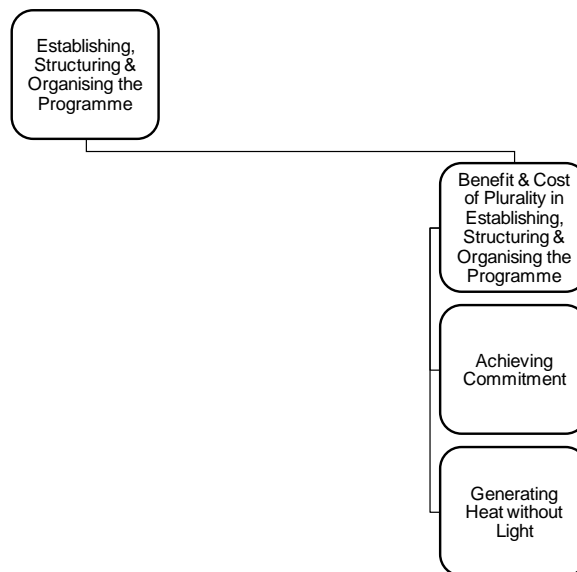 Establishing,
Structuring &
Organising the
Programme
Benefit & Cost
of Plurality in
Establishing,
Structuring &
Organising the
Programme
Achieving
Commitment
Generating
Heat without
Light